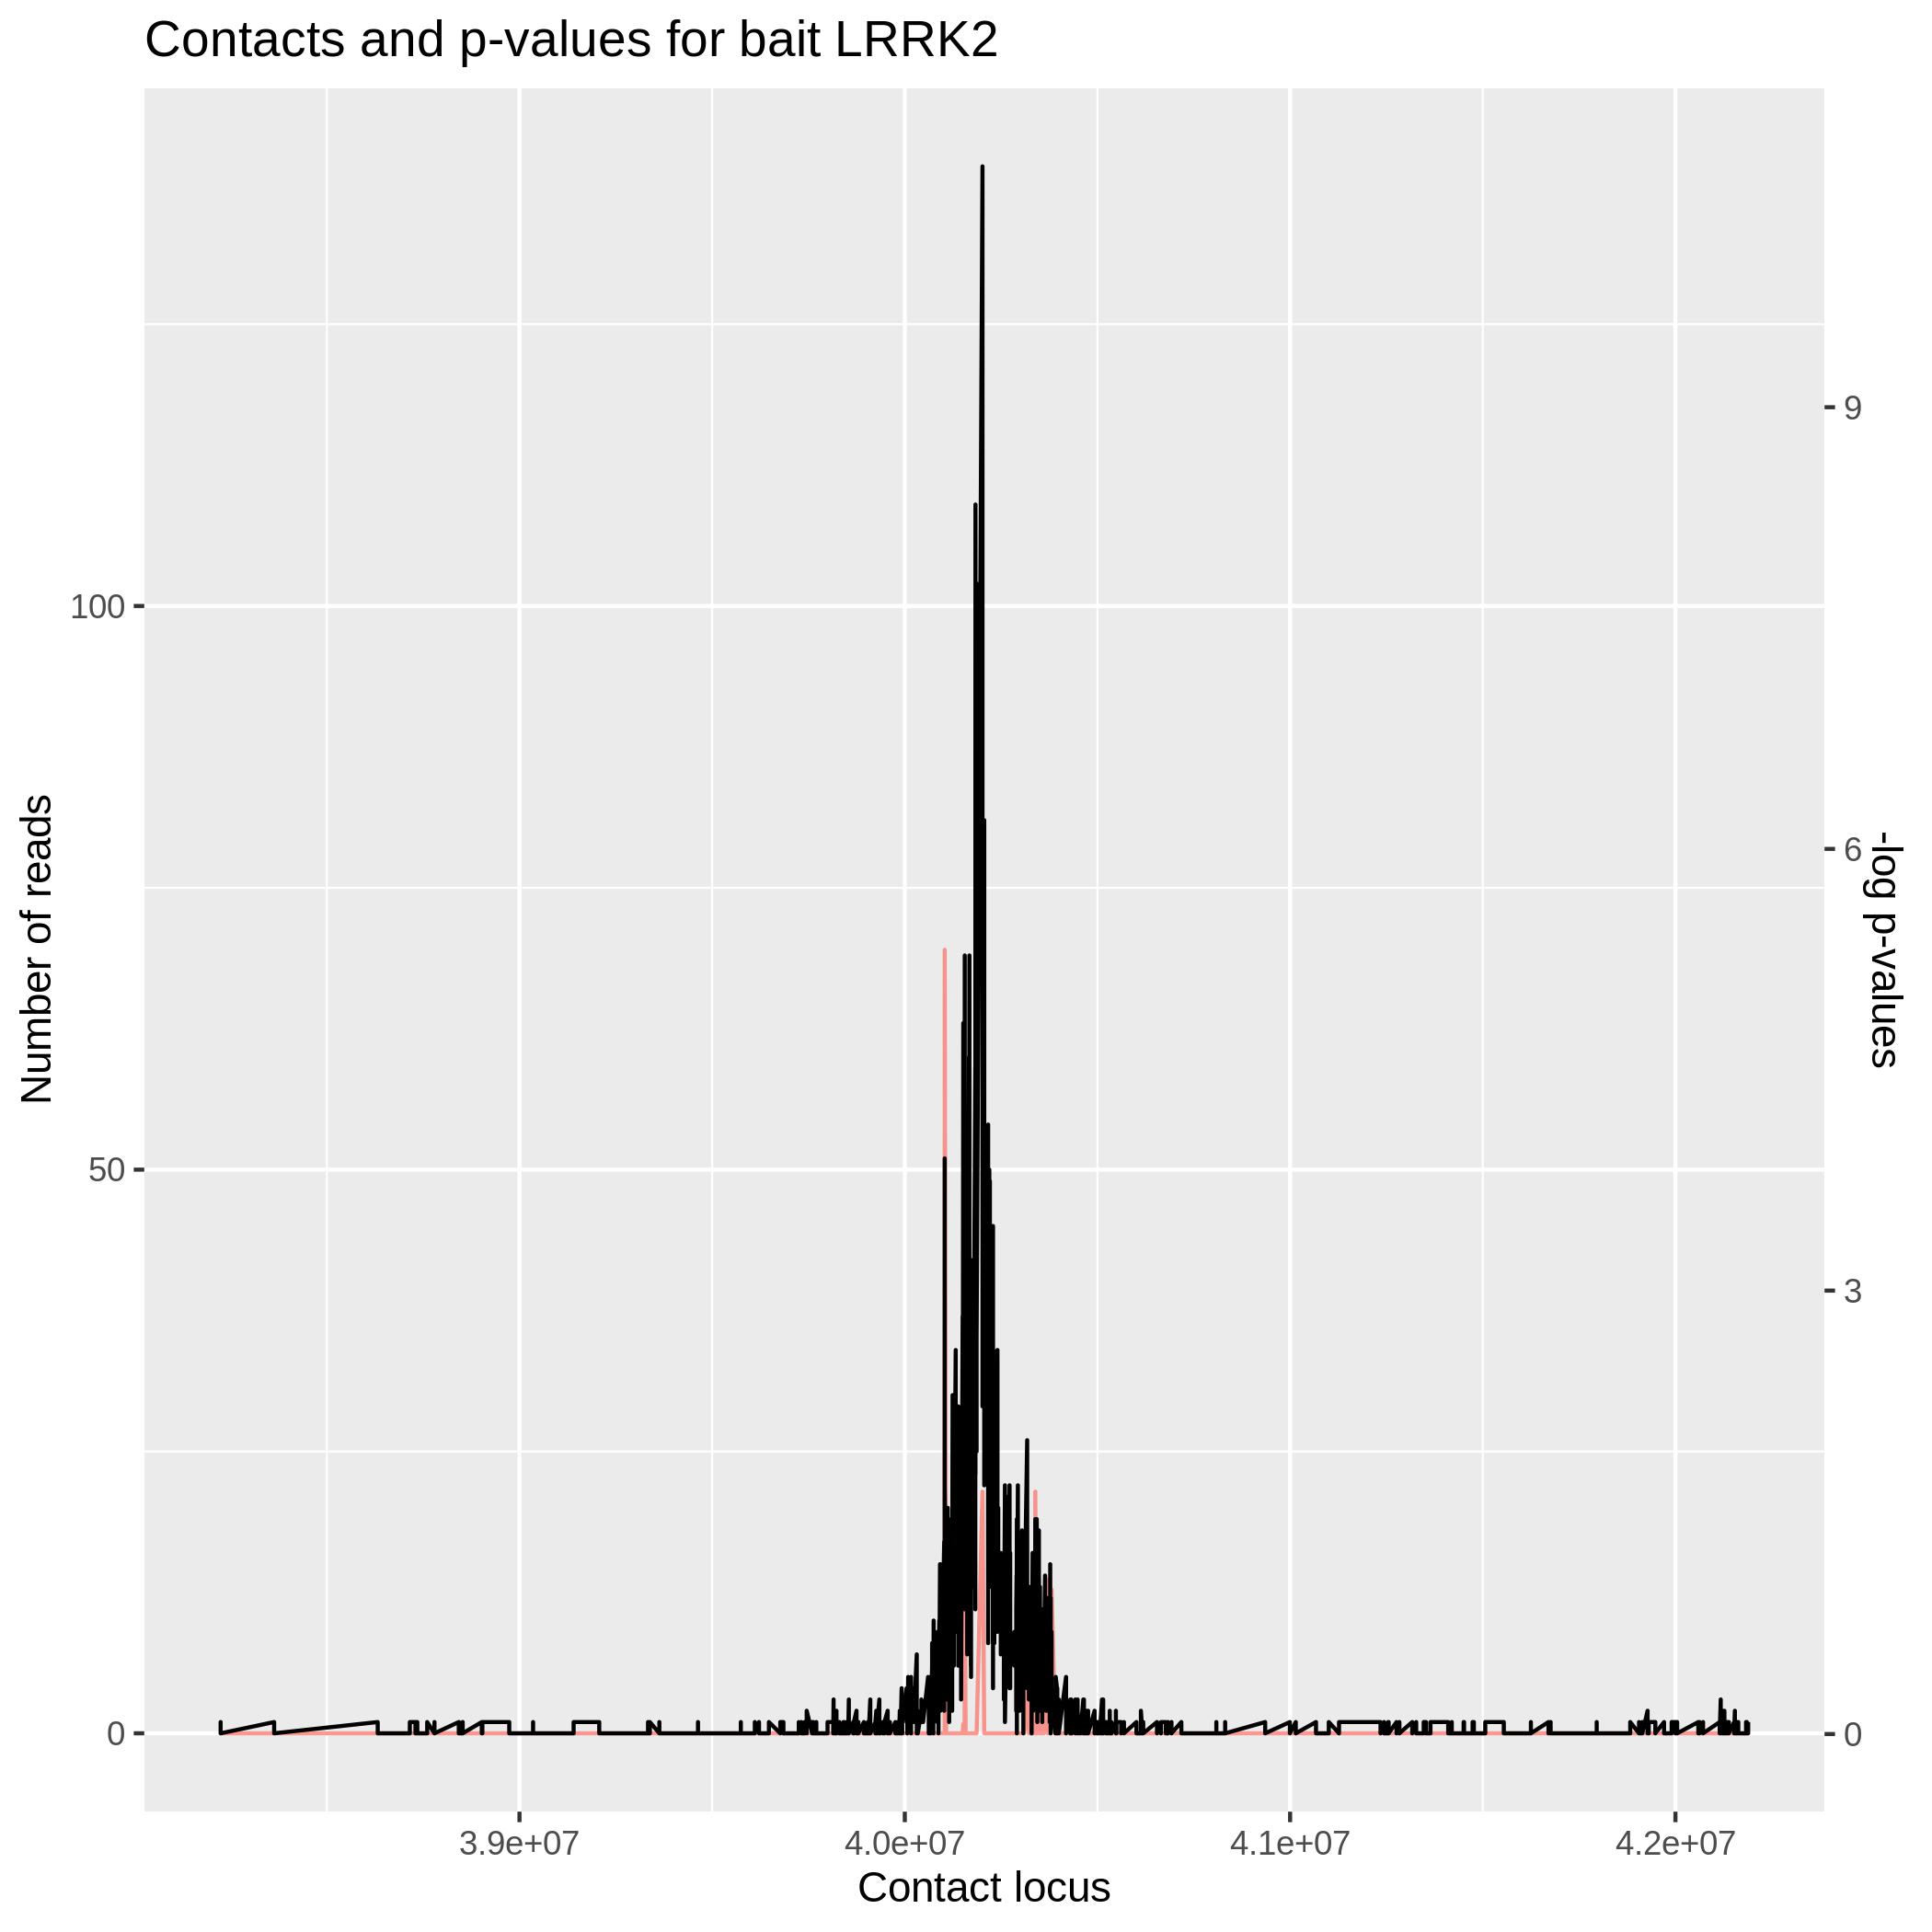 Contacts and p-values for bait LRRK2
Number of reads
100
50
0
9
6
3
0
-log p-values
3.9e+07
4.0e+07
4.1e+07
4.2e+07
Contact locus